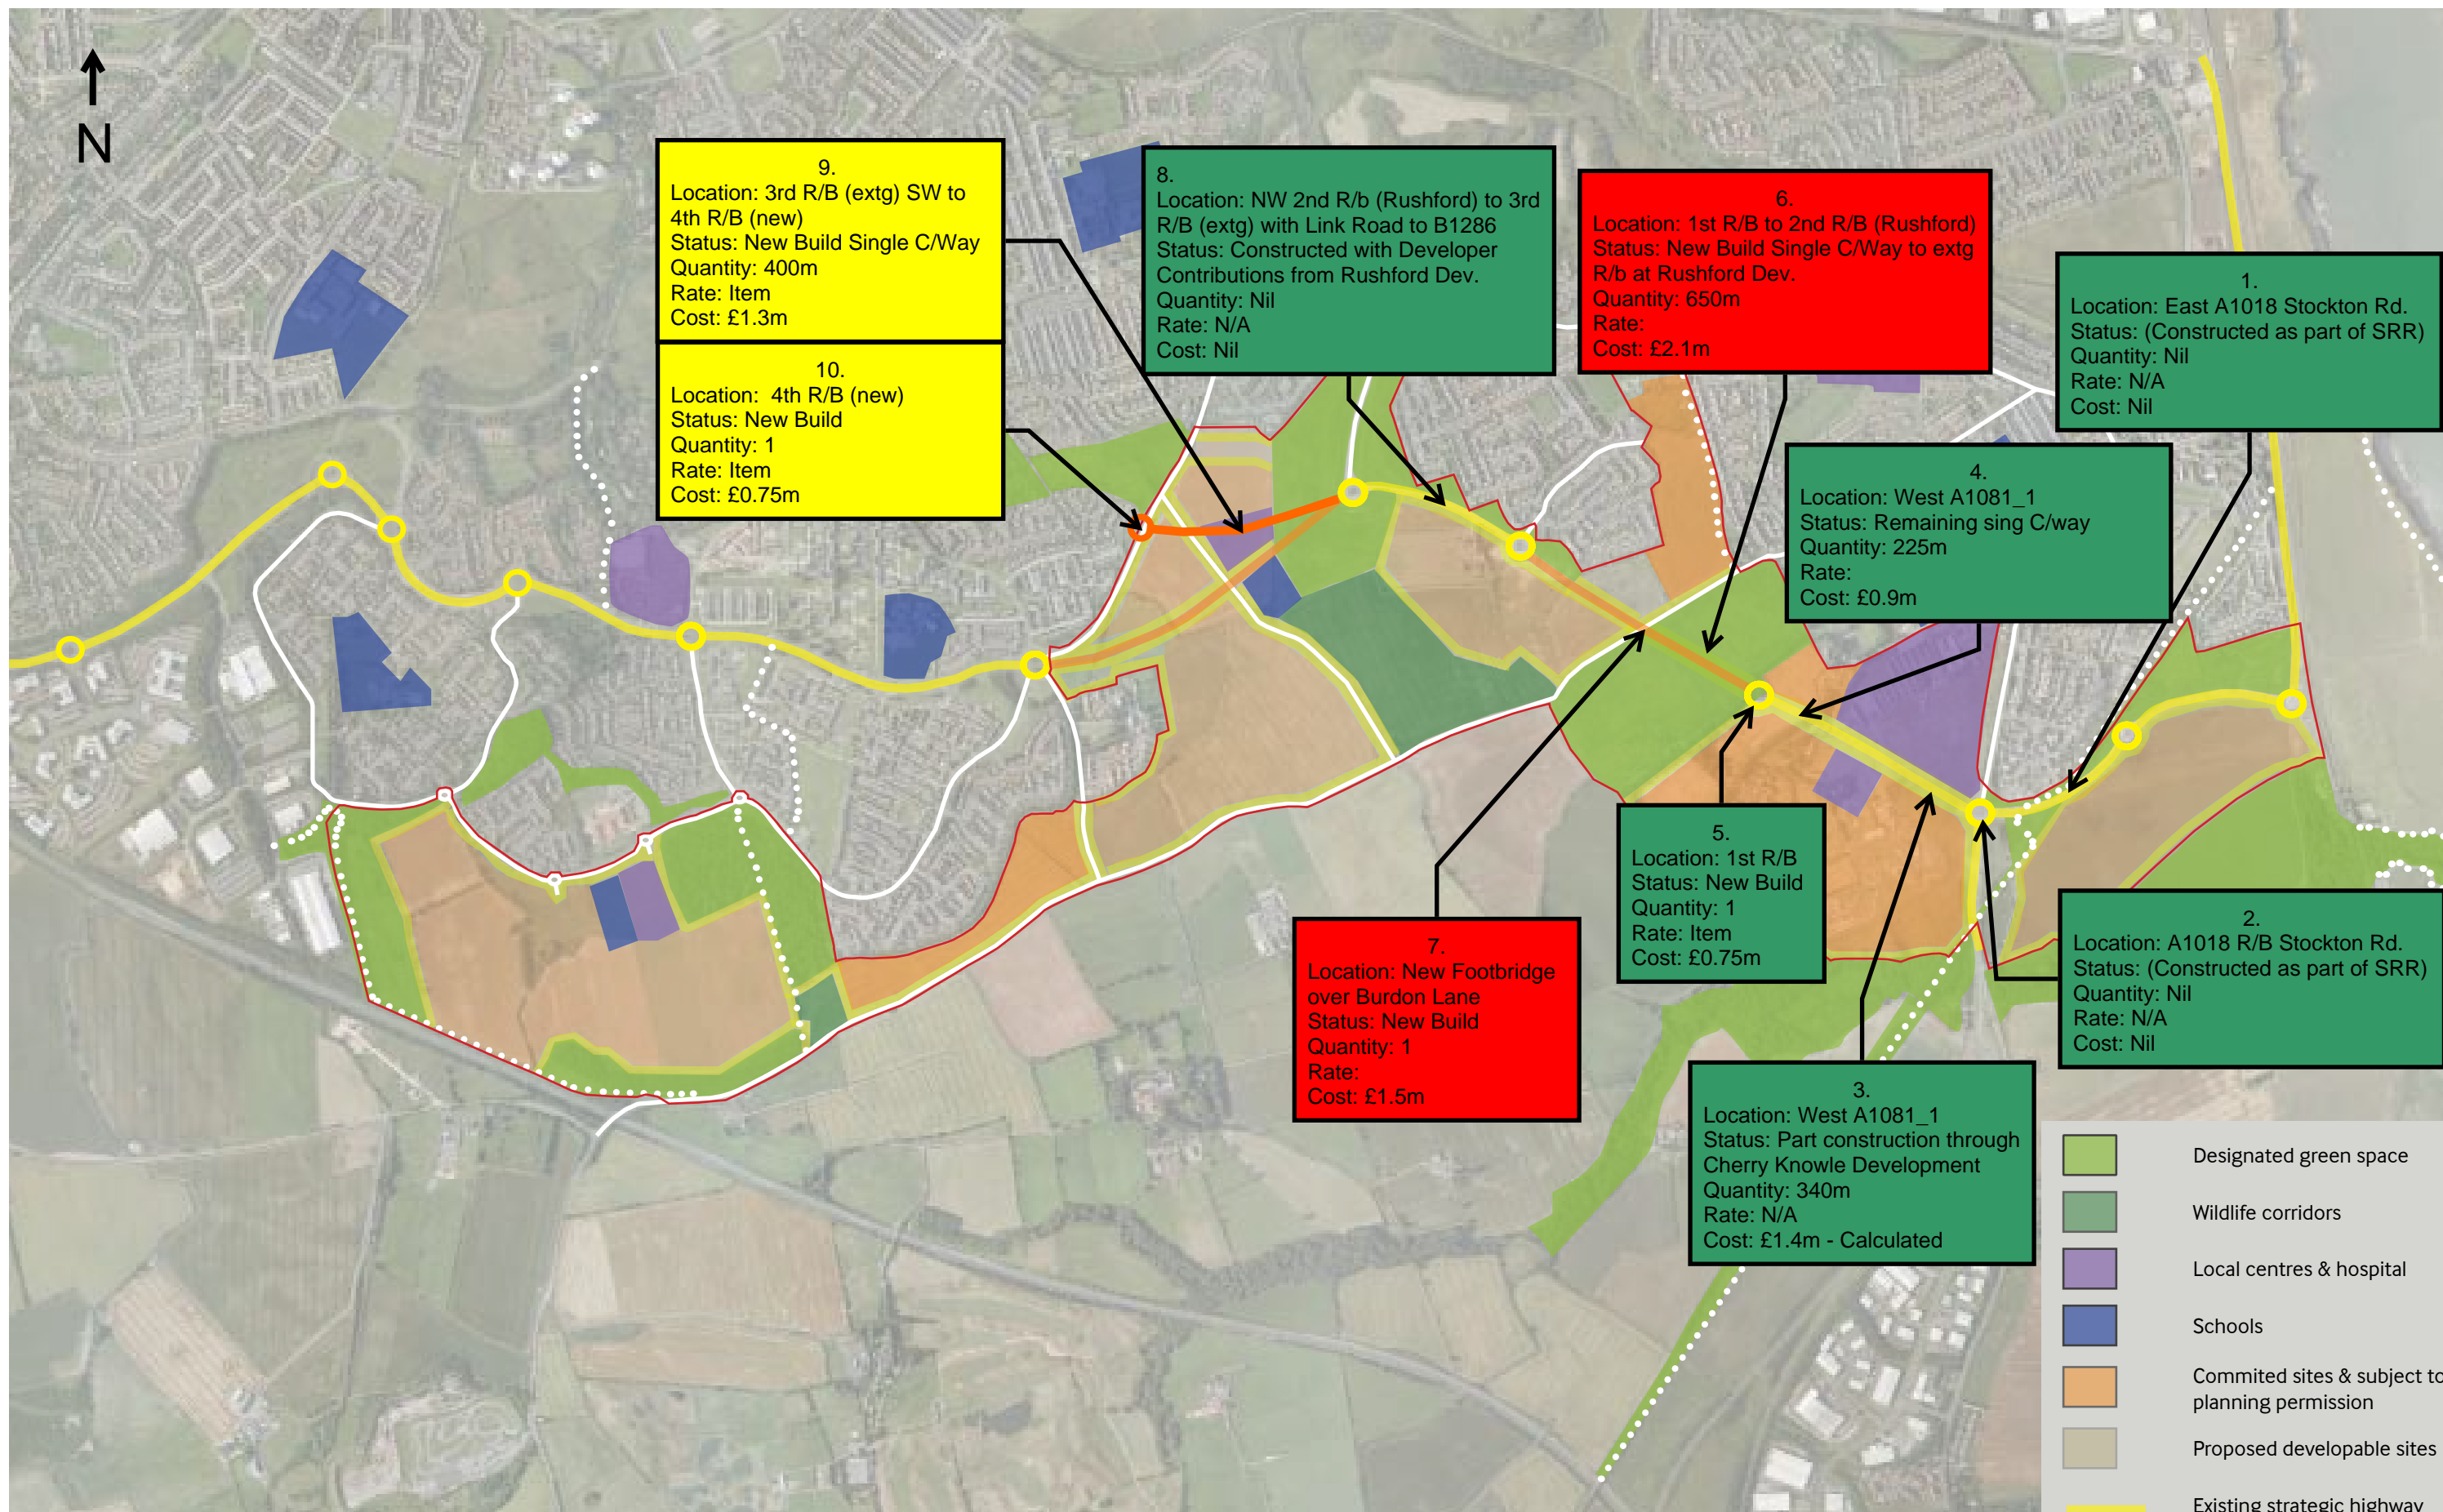 N
9.
Location: 3rd R/B (extg) SW to
4th R/B (new)
Status: New Build Single C/Way
Quantity: 400m
Rate: Item
Cost: £1.3m
10.
Location:  4th R/B (new)
Status: New Build
Quantity: 1
Rate: Item
Cost: £0.75m
8.
Location: NW 2nd R/b (Rushford) to 3rd
R/B (extg) with Link Road to B1286
Status: Constructed with Developer
Contributions from Rushford Dev.
Quantity: Nil
Rate: N/A
Cost: Nil
6.
Location: 1st R/B to 2nd R/B (Rushford)
Status: New Build Single C/Way to extg
R/b at Rushford Dev.
Quantity: 650m
Rate:
Cost: £2.1m
1.
Location: East A1018 Stockton Rd.
Status: (Constructed as part of SRR)
Quantity: Nil
Rate: N/A
Cost: Nil
4.
Location: West A1081_1
Status: Remaining sing C/way
Quantity: 225m
Rate:
Cost: £0.9m
5.
Location: 1st R/B
Status: New Build
Quantity: 1
Rate: Item
Cost: £0.75m
7.
Location: New Footbridge
over Burdon Lane
Status: New Build
Quantity: 1
Rate:
Cost: £1.5m
2.
Location: A1018 R/B Stockton Rd.
Status: (Constructed as part of SRR)
Quantity: Nil
Rate: N/A
Cost: Nil
3.
Location: West A1081_1
Status: Part construction through
Cherry Knowle Development
Quantity: 340m
Rate: N/A
Cost: £1.4m - Calculated
Designated green space
Wildlife corridors
Local centres & hospital
Schools
Commited sites & subject to
planning permission
Proposed developable sites
Existing strategic highway